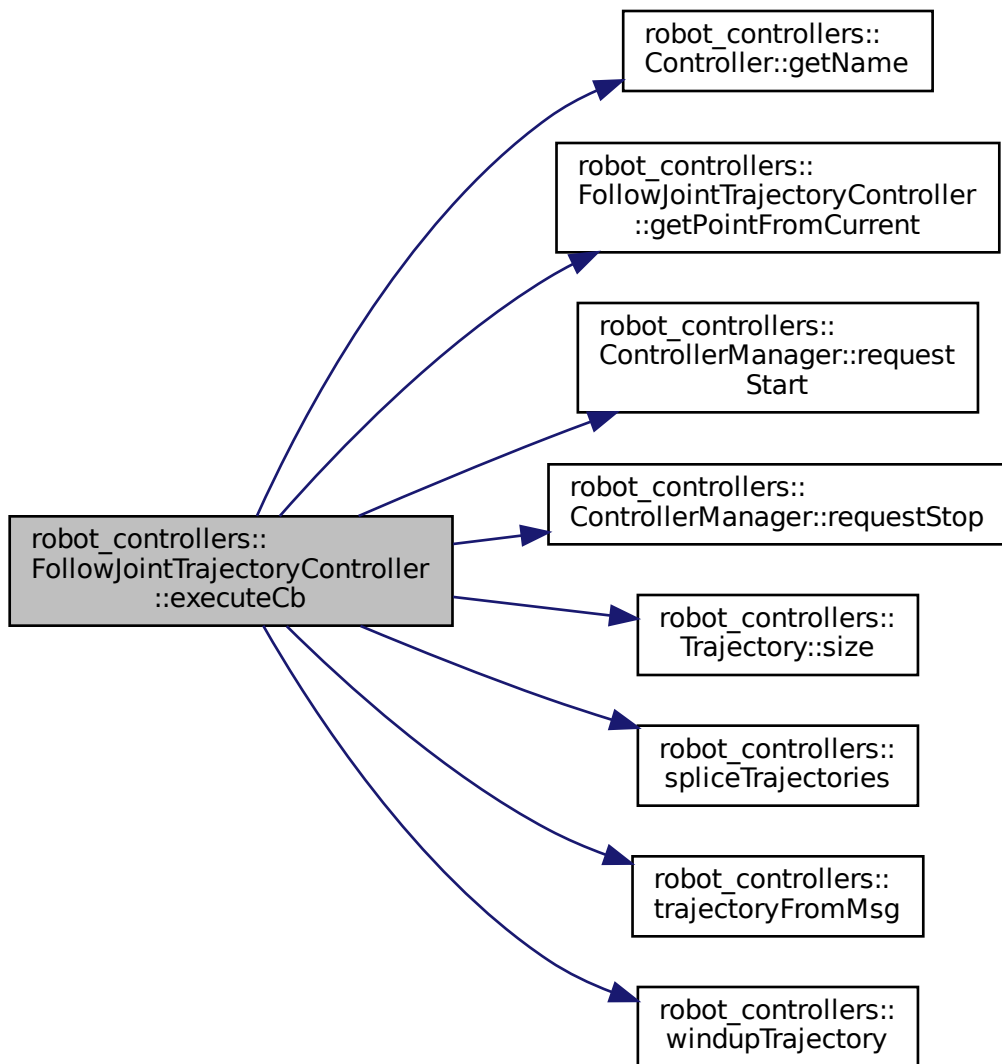 robot_controllers::
Controller::getName
robot_controllers::
FollowJointTrajectoryController
::getPointFromCurrent
robot_controllers::
ControllerManager::request
Start
robot_controllers::
ControllerManager::requestStop
robot_controllers::
FollowJointTrajectoryController
::executeCb
robot_controllers::
Trajectory::size
robot_controllers::
spliceTrajectories
robot_controllers::
trajectoryFromMsg
robot_controllers::
windupTrajectory